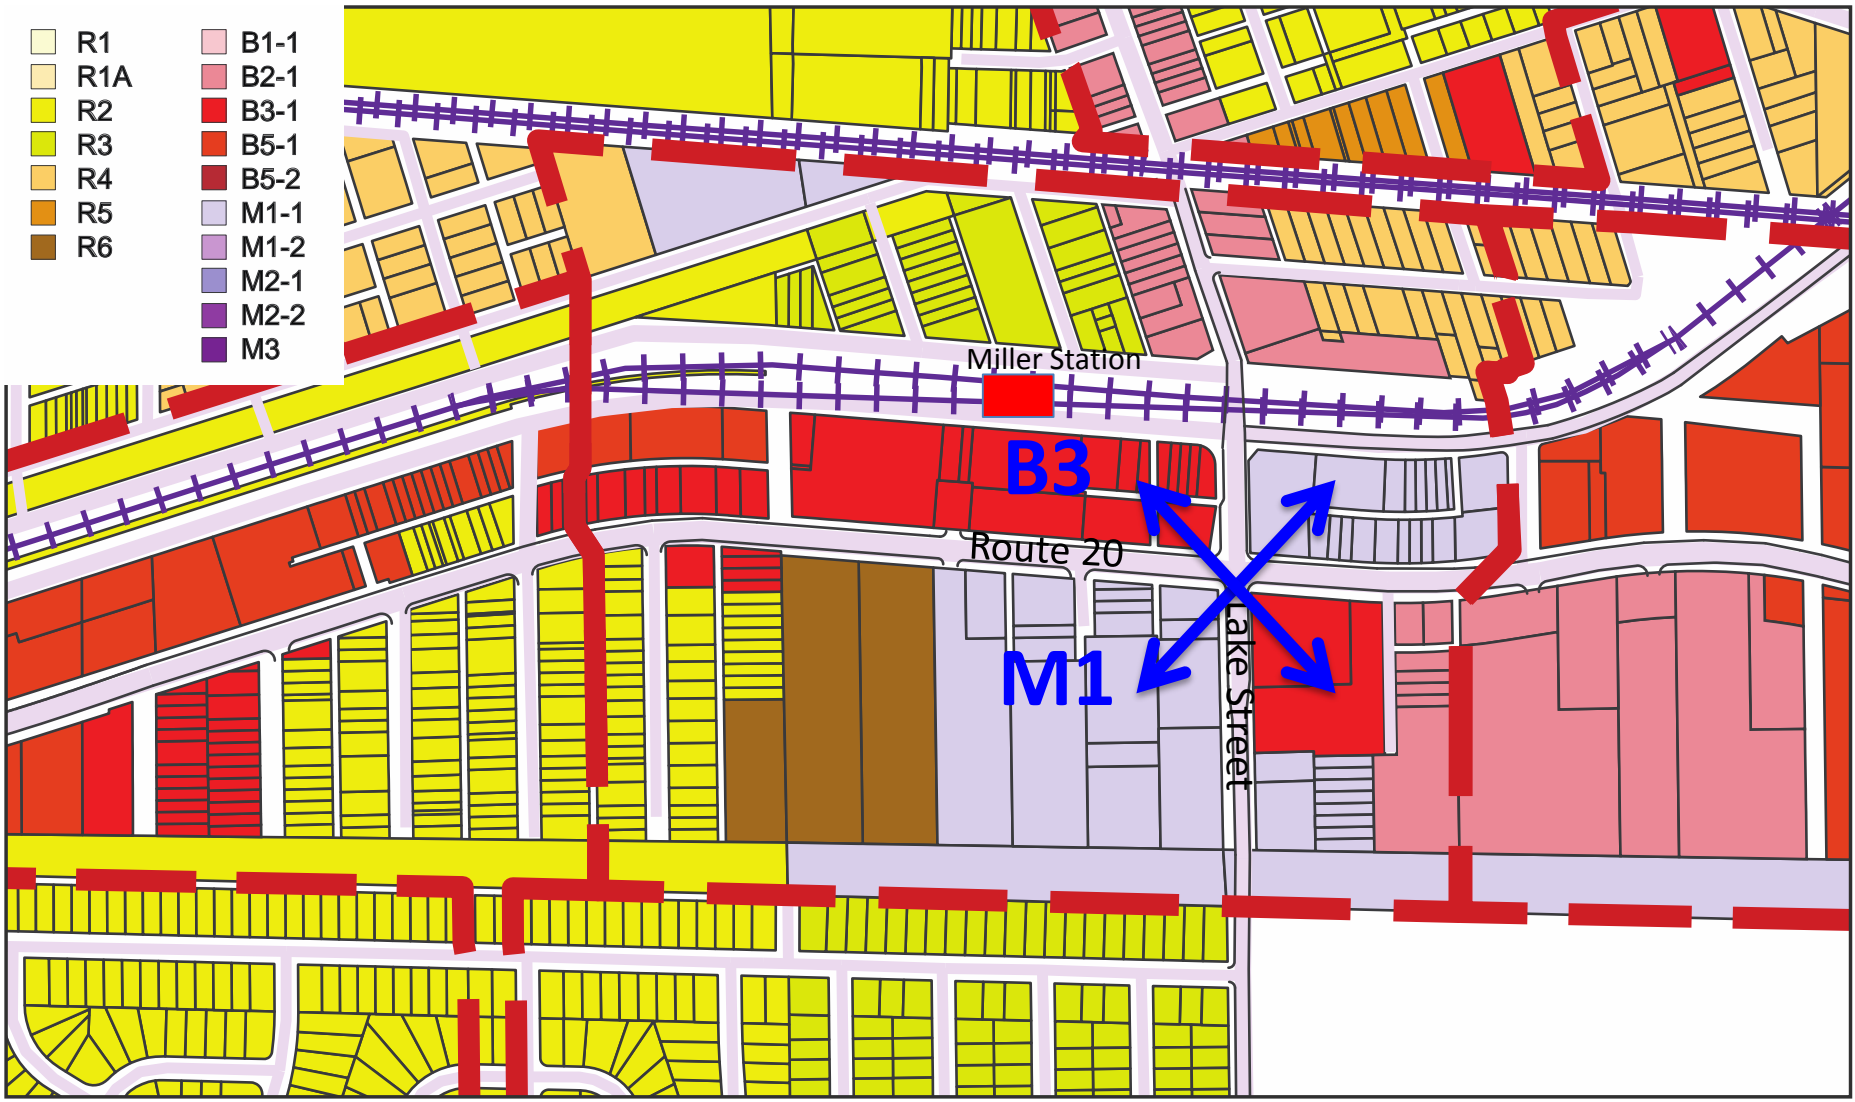 R1
R1A
R2
R3
R4
R5
R6
B1-1
B2-1
B3-1
B5-1
B5-2
M1-1
M1-2
M2-1
M2-2
M3
Miller Station
B3
Route 20
M1
Lake Street